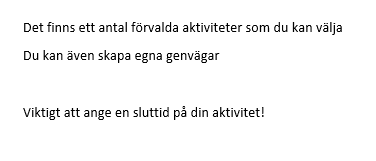 Det finns ett antal förvalda aktiviteter som du kan välja
Du kan även skapa egna genvägar
Viktigt att ange en sluttid på din aktivitet!